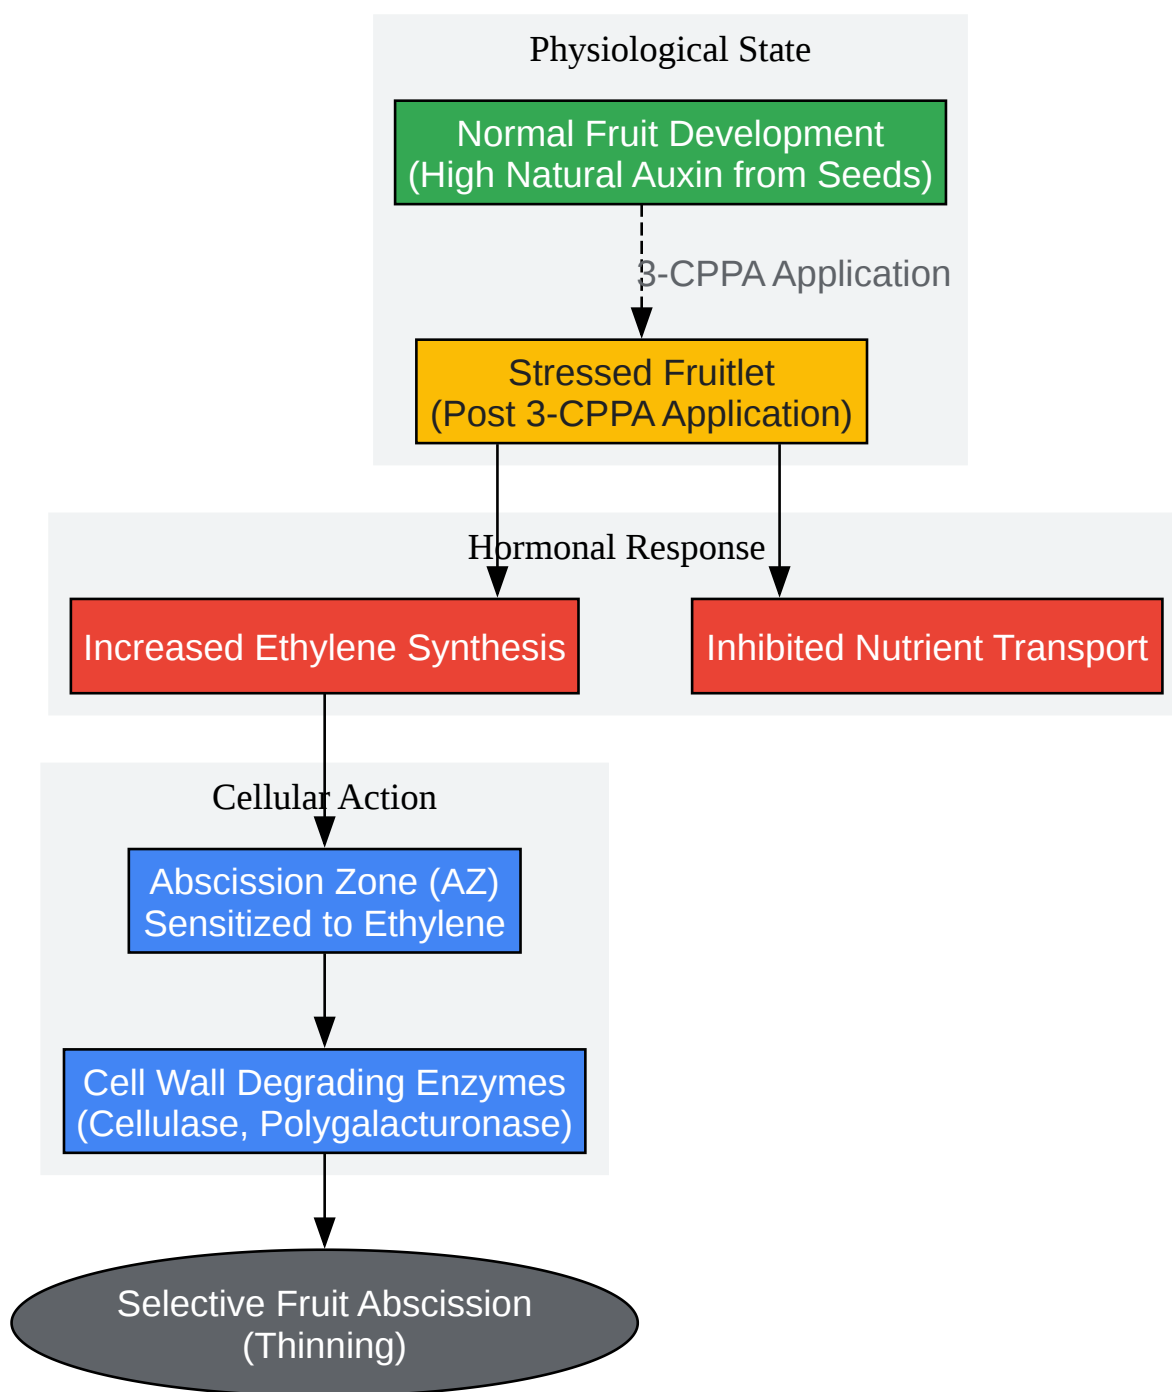 Physiological State
Normal Fruit Development
(High Natural Auxin from Seeds)
3-CPPA Application
Stressed Fruitlet
(Post 3-CPPA Application)
Hormonal Response
Increased Ethylene Synthesis
Inhibited Nutrient Transport
Cellular Action
Abscission Zone (AZ)
Sensitized to Ethylene
Cell Wall Degrading Enzymes
(Cellulase, Polygalacturonase)
Selective Fruit Abscission
(Thinning)